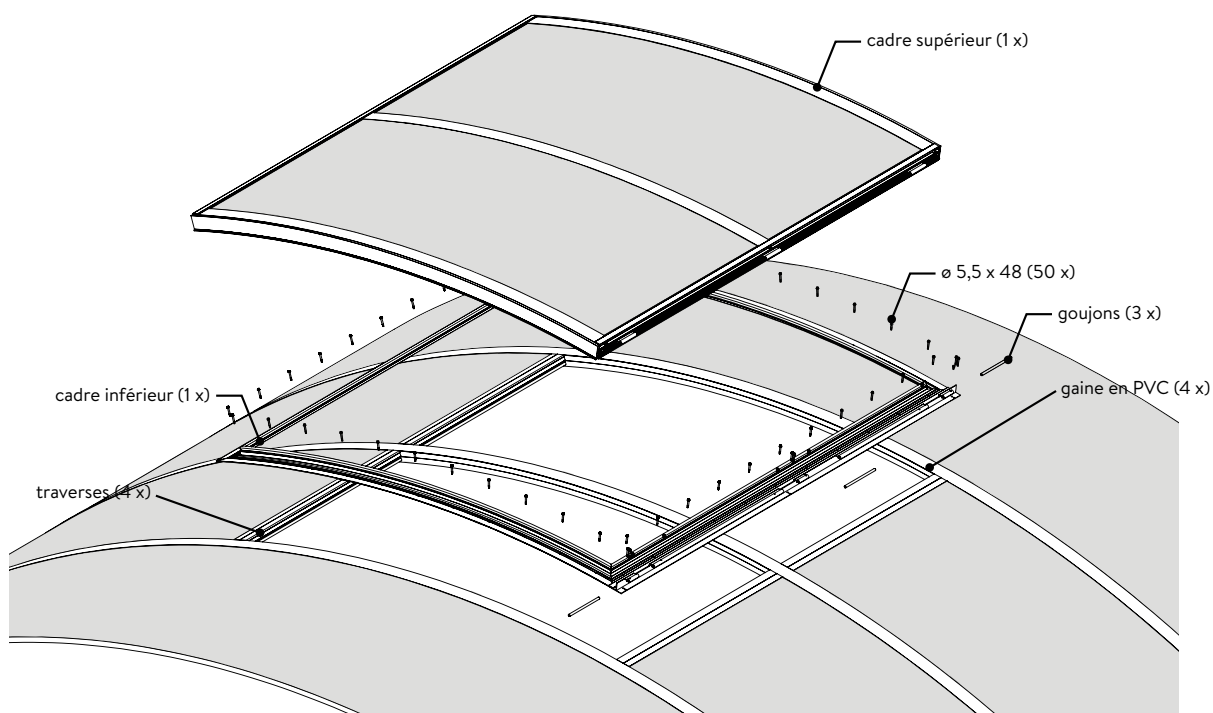 cadre supérieur (1 x)
ø 5,5 x 48 (50 x)
goujons (3 x)
gaine en PVC (4 x)
cadre inférieur (1 x)
traverses (4 x)